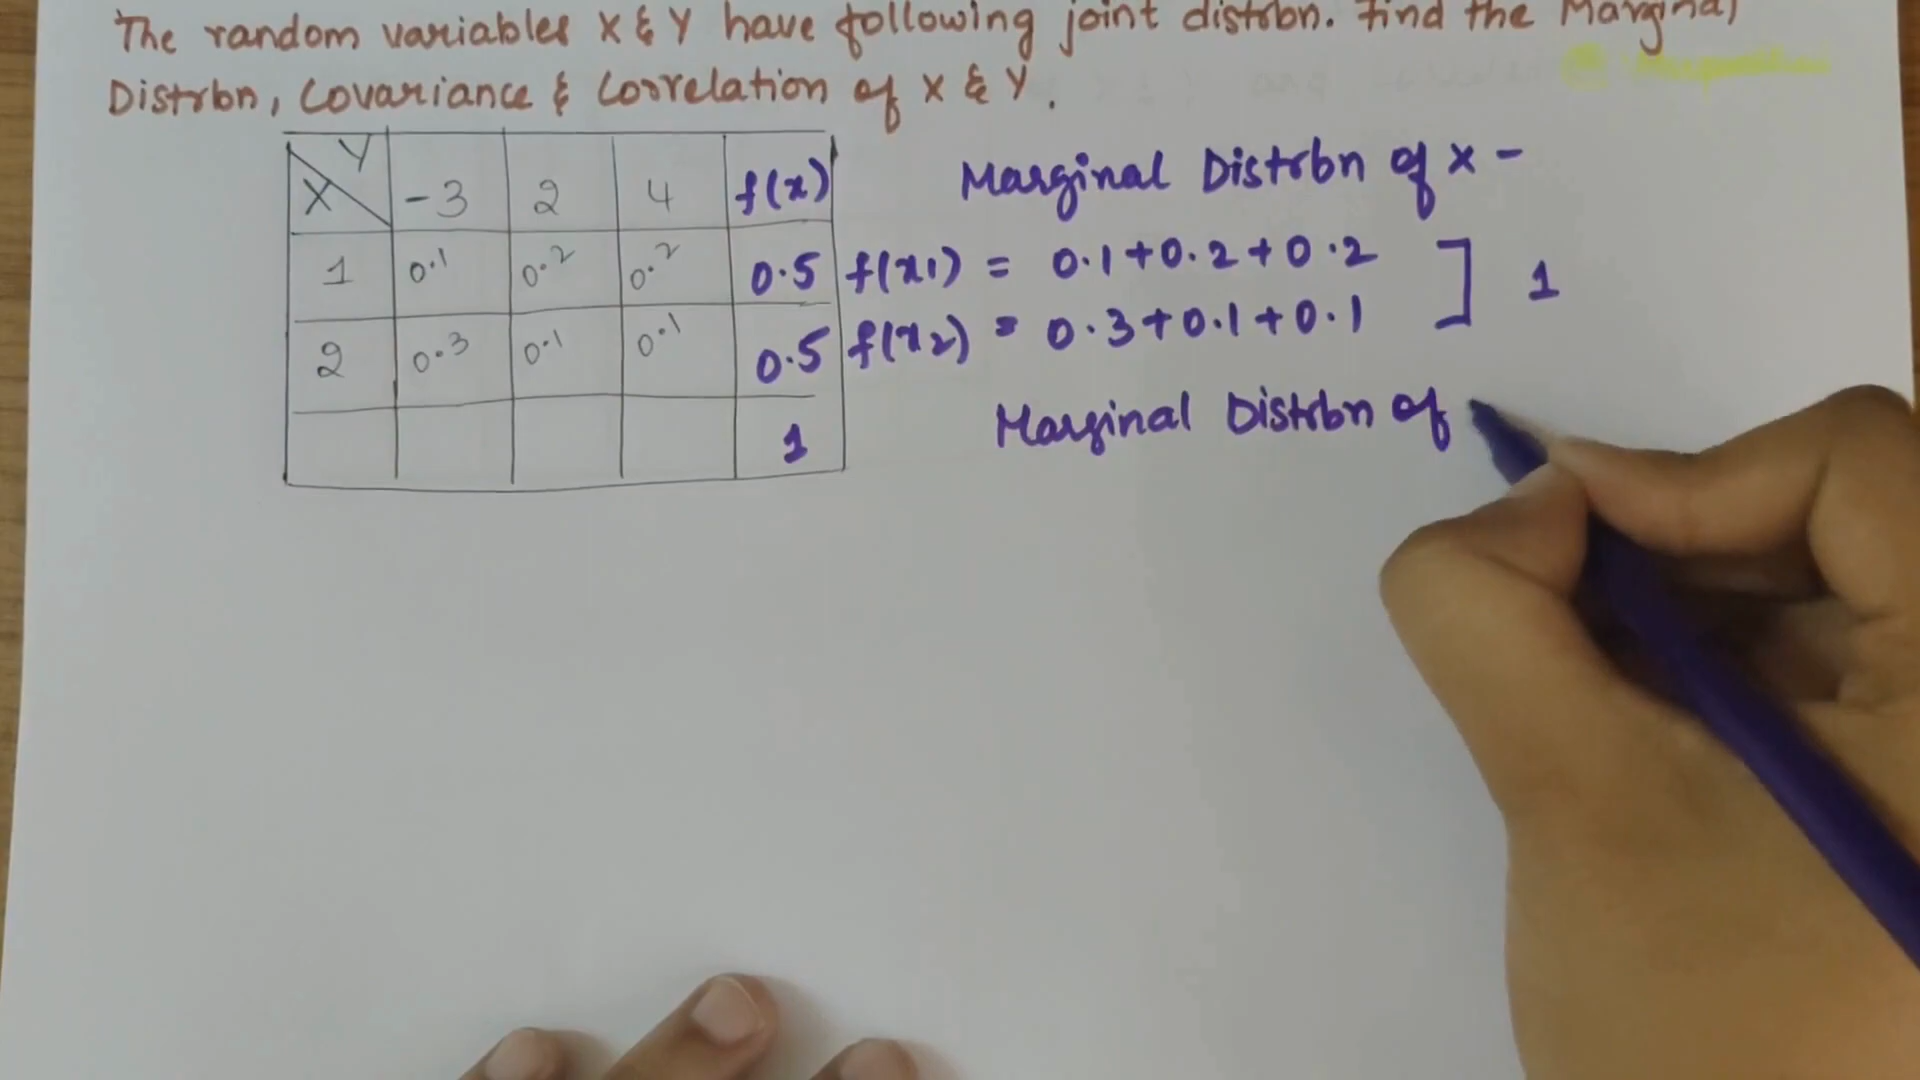 The random variables X & Y have following joint distrbn. Find the Marginal
Distrbn, Covariance & Correlation of X & Y.
Y
X -3 2 4 f(x) Marginal Distrbn of x -
1 0.1 0.2 0.2 0.5 f(x1) = 0.1+0.2+0.2 ] 1
2 0.3 0.1 0.1 0.5 f(x2) = 0.3+0.1+0.1
1 Marginal Distrbn of